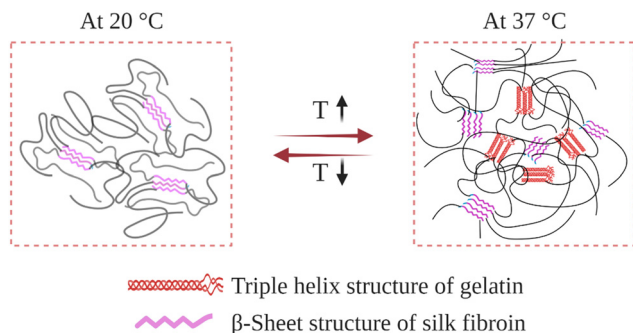 At 20 °C
At 37 °C
T
T
Triple helix structure of gelatin
β-Sheet structure of silk fibroin